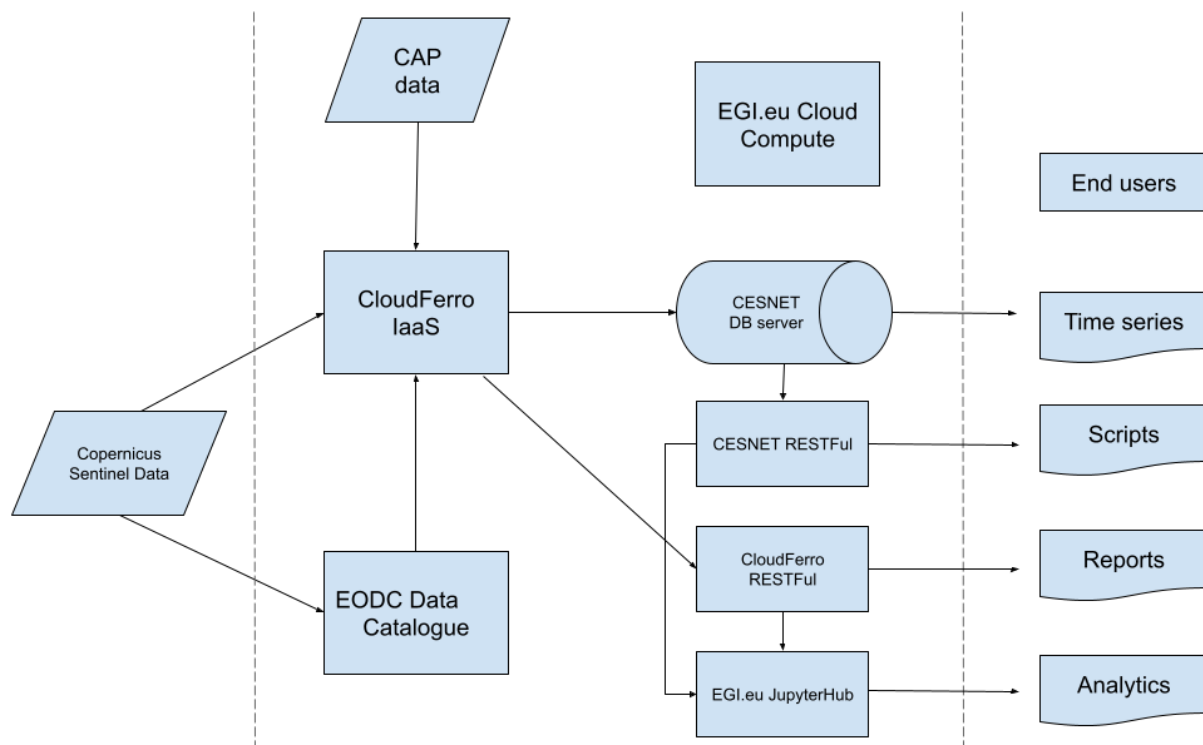 CAP
data
EGI.eu Cloud
Compute
End users
CloudFerro
IaaS
CESNET
DB server
Time series
Copernicus
Sentinel Data
CESNET RESTFul
Scripts
EODC Data
Catalogue
CloudFerro
RESTFul
Reports
EGI.eu JupyterHub
Analytics